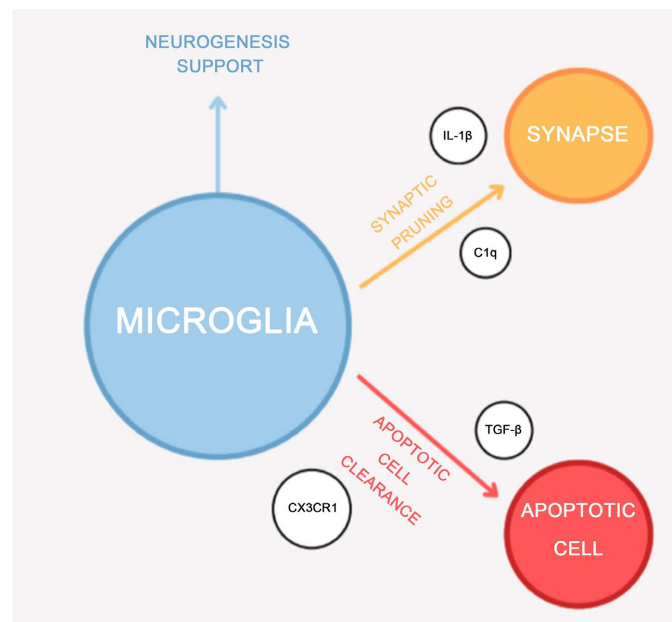 NEUROGENESIS
SUPPORT
IL-1β
SYNAPSE
SYNAPTIC
PRUNING
C1q
MICROGLIA
TGF-β
APOPTOTIC
CELL
CLEARANCE
CX3CR1
APOPTOTIC
CELL